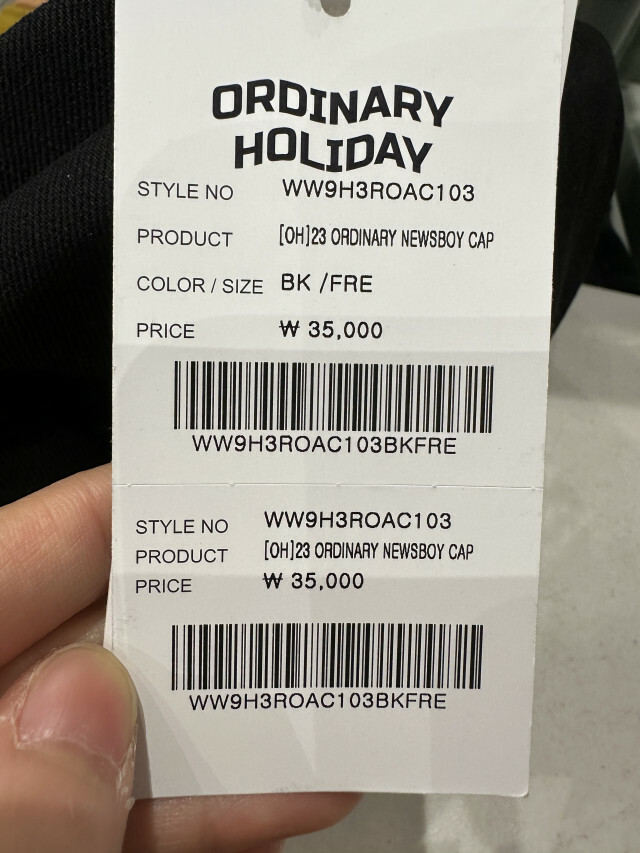 ORDINARY
HOLIDAY
STYLE NO WW9H3ROAC103
PRODUCT [OH]23 ORDINARY NEWSBOY CAP
COLOR / SIZE BK /FRE
PRICE ₩ 35,000
WW9H3ROAC103BKFRE
STYLE NO WW9H3ROAC103
PRODUCT [OH]23 ORDINARY NEWSBOY CAP
PRICE ₩ 35,000
WW9H3ROAC103BKFRE